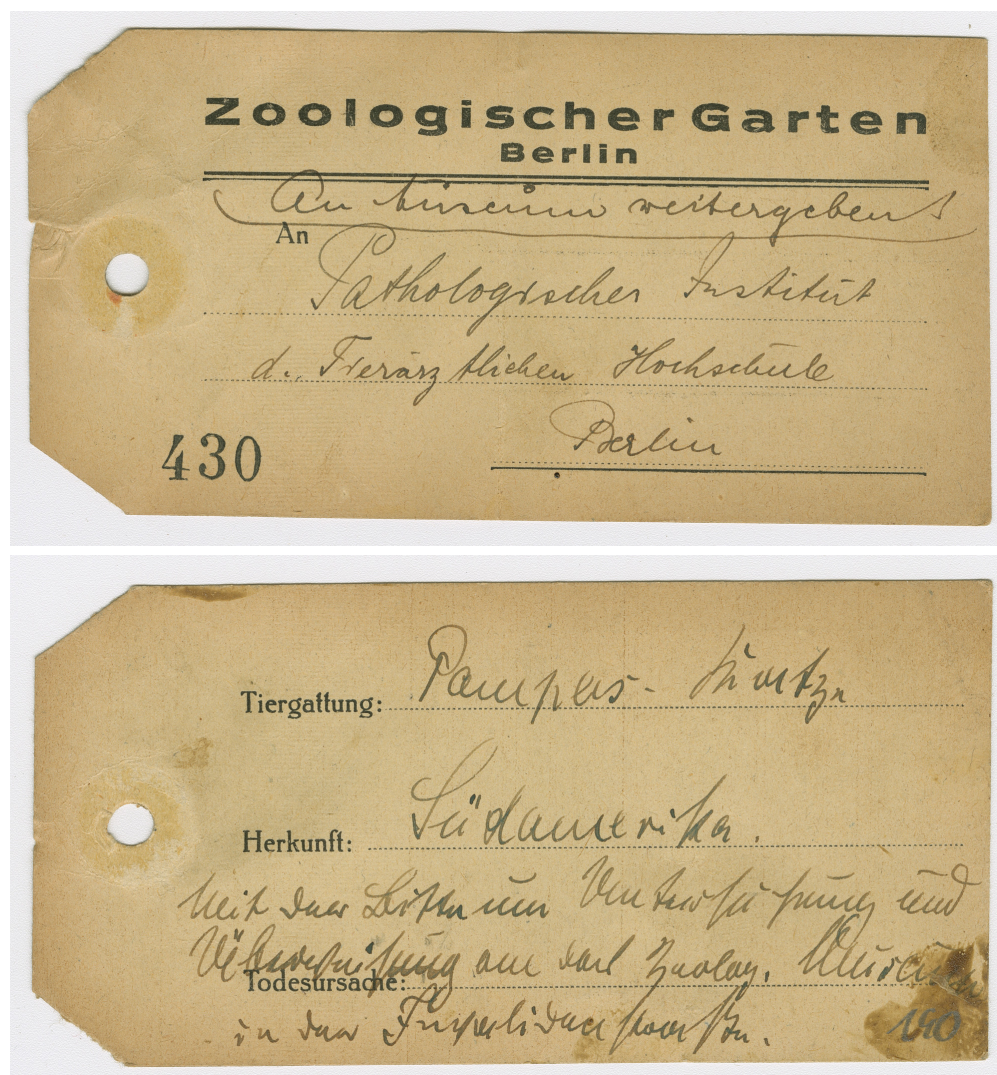 Zoologischer Garten
Berlin
An Museum weitergeben!
An
Pathologisches Institut
d. Tierärztlichen Hochschule
Berlin
430
Tiergattung: Pampas-Katze
Herkunft: Südamerika.
Mit der Bitte um Untersuchung und
Überweisung an das Zoolog. Museum
Todesursache:
in der Invalidenstraße.
190